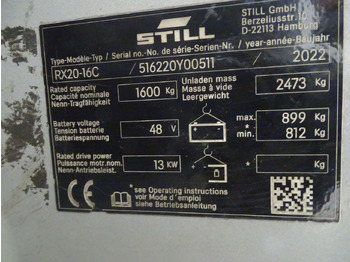 STILL
STILL GmbH
Berzeliusstr. 10
D-22113 Hamburg
Type-Modèle-Typ / Serial no.-No. de série-Serien-Nr. / year-année-Baujahr
RX20-16C / 516220Y00511 / 2022
Rated capacity
Capacité nominale
Nenn-Tragfähigkeit
1600 Kg
Unladen mass
Masse à vide
Leergewicht
2473 Kg
Battery voltage
Tension batterie
Batteriespannung
48 V
max. 899 Kg
min. 812 Kg
Rated drive power
Puissance motr.nom.
Nenn-Antriebsleist.
13 KW
* Kg
see Operating instructions
voir Mode d'emploi
siehe Betriebsanleitung
CE